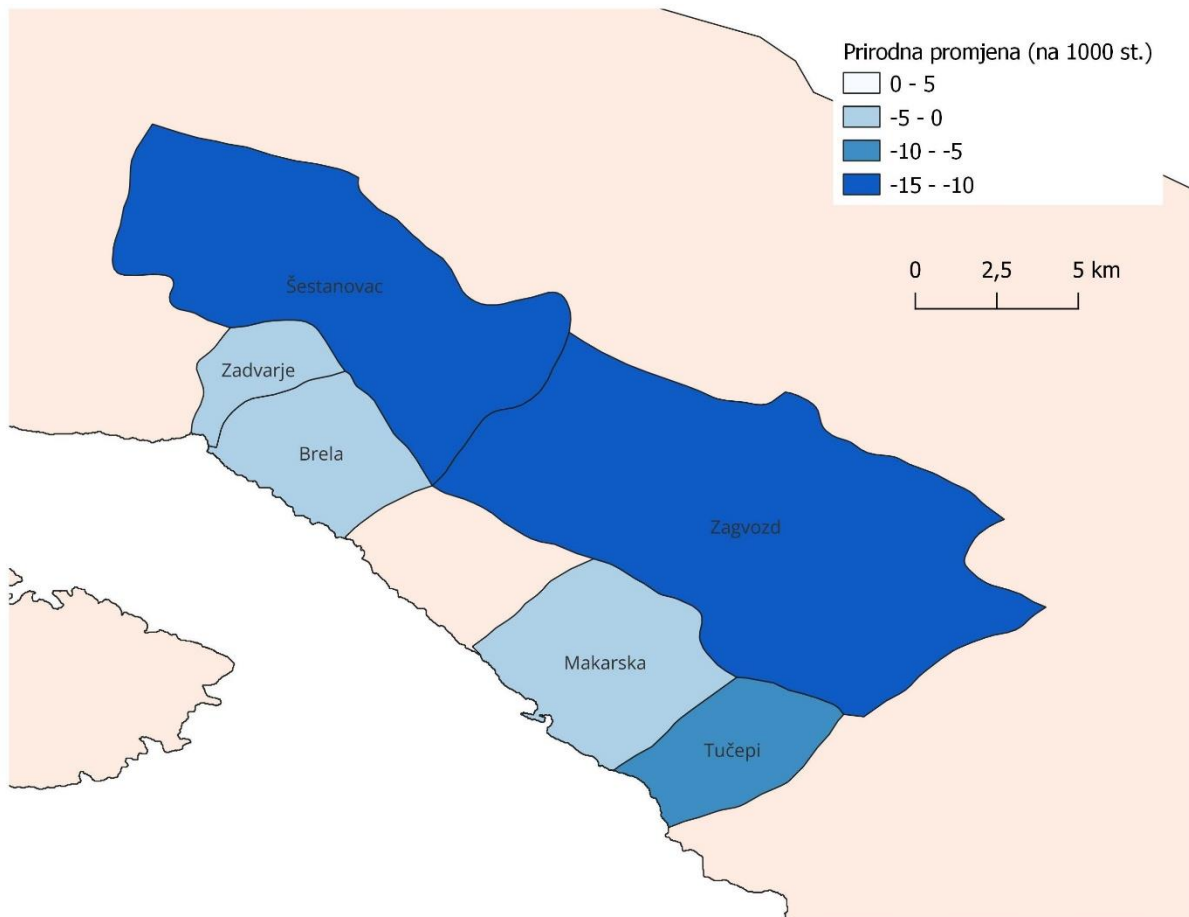 Prirodna promjena (na 1000 st.)
0 - 5
-5 - 0
-10 - -5
-15 - -10
0 2,5 5 km
Šestanovac
Zadvarje
Brela
Zagvozd
Makarska
Tučepi